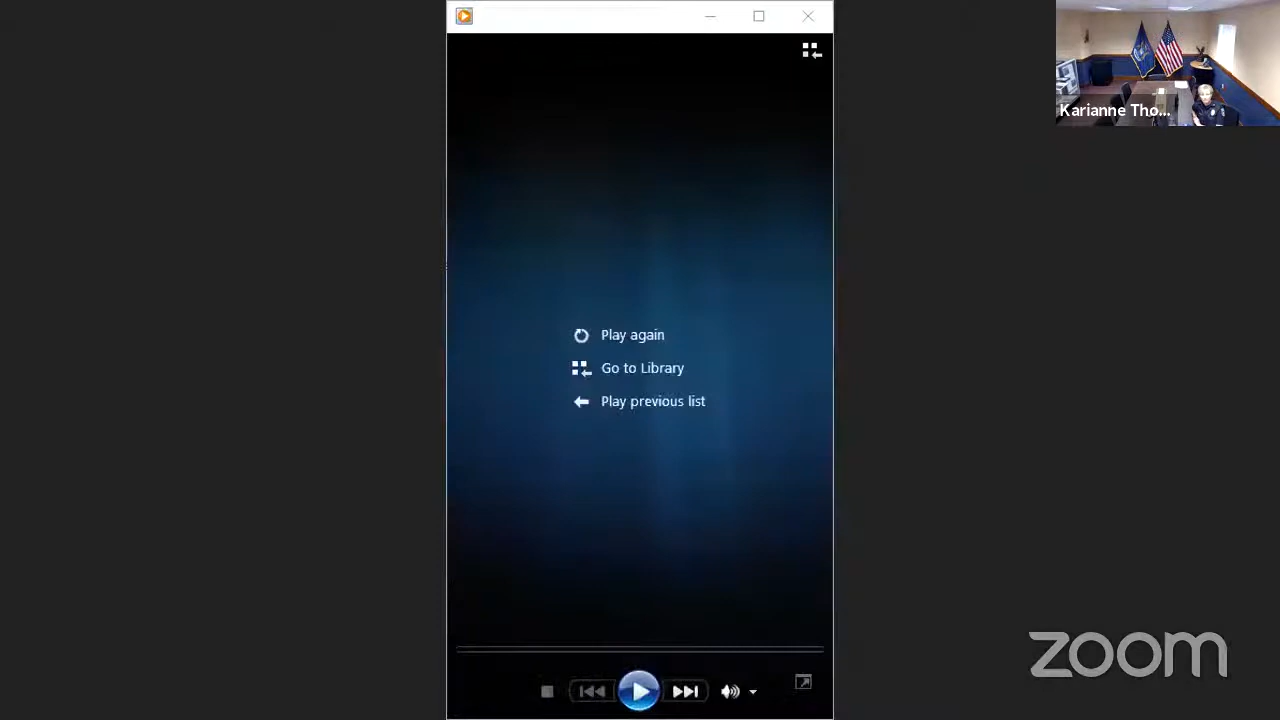 Karianne Tho...
Play again
Go to Library
Play previous list
zoom